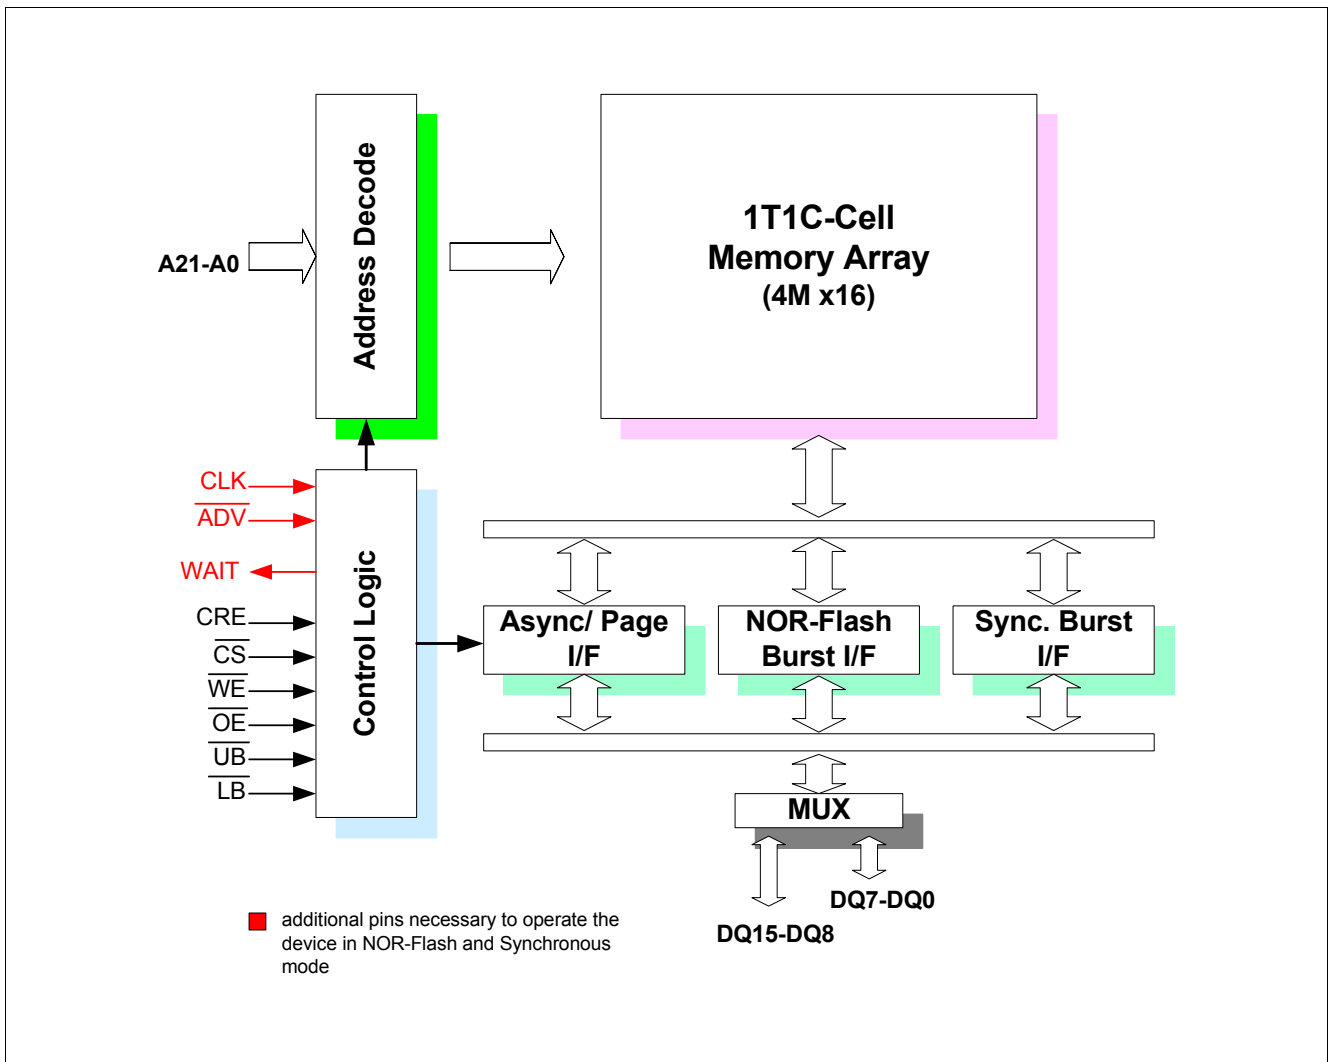 Address Decode
1T1C-Cell
Memory Array
(4M x16)
A21-A0
CLK
ADV
WAIT
CRE
CS
WE
OE
UB
LB
Control Logic
Async/ Page
I/F
NOR-Flash
Burst I/F
Sync. Burst
I/F
MUX
DQ7-DQ0
DQ15-DQ8
additional pins necessary to operate the
device in NOR-Flash and Synchronous
mode